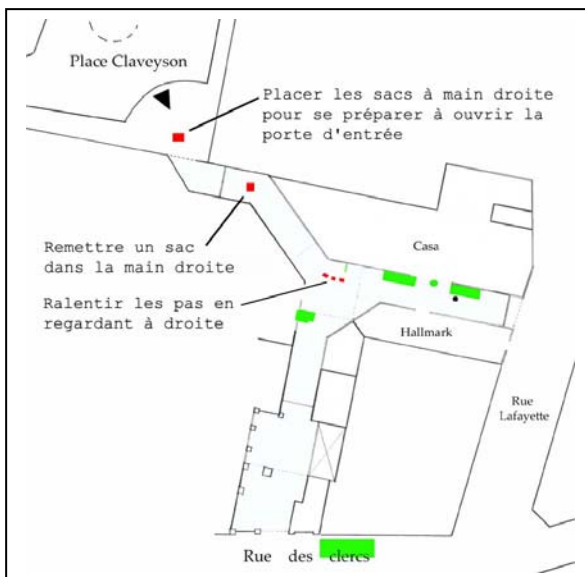 Place Claveyson
Placer les sacs à main droite
pour se préparer à ouvrir la
porte d'entrée
Remettre un sac
dans la main droite
Casa
Ralentir les pas en
regardant à droite
Hallmark
Rue
Lafayette
Rue des clercs